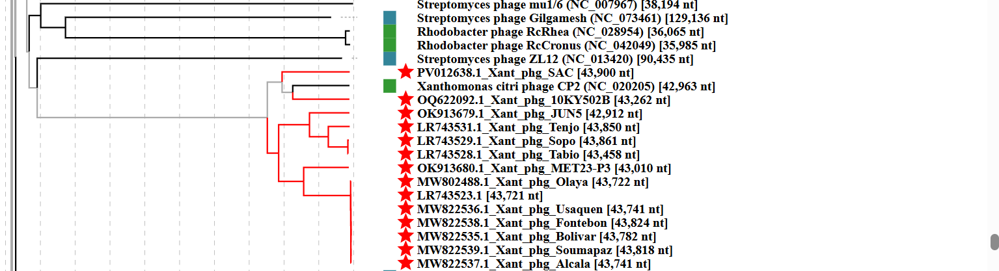 Streptomyces phage mu1/6 (NC_007967) [38,194 nt]
Streptomyces phage Gilgamesh (NC_073461) [129,136 nt]
Rhodobacter phage RcRhea (NC_028954) [36,065 nt]
Rhodobacter phage RcCronus (NC_042049) [35,985 nt]
Streptomyces phage ZL12 (NC_013420) [90,435 nt]
PV012638.1_Xant_phg_SAC [43,900 nt]
Xanthomonas citri phage CP2 (NC_020205) [42,963 nt]
OQ622092.1_Xant_phg_10KY502B [43,262 nt]
OK913679.1_Xant_phg_JUN5 [42,912 nt]
LR743531.1_Xant_phg_Tenjo [43,850 nt]
LR743529.1_Xant_phg_Sopo [43,861 nt]
LR743528.1_Xant_phg_Tabio [43,458 nt]
OK913680.1_Xant_phg_MET23-P3 [43,010 nt]
MW802488.1_Xant_phg_Olaya [43,722 nt]
LR743523.1 [43,721 nt]
MW822536.1_Xant_phg_Usaquen [43,741 nt]
MW822538.1_Xant_phg_Fontebon [43,824 nt]
MW822535.1_Xant_phg_Bolivar [43,782 nt]
MW822539.1_Xant_phg_Soumapaz [43,818 nt]
MW822537.1_Xant_phg_Alcala [43,741 nt]